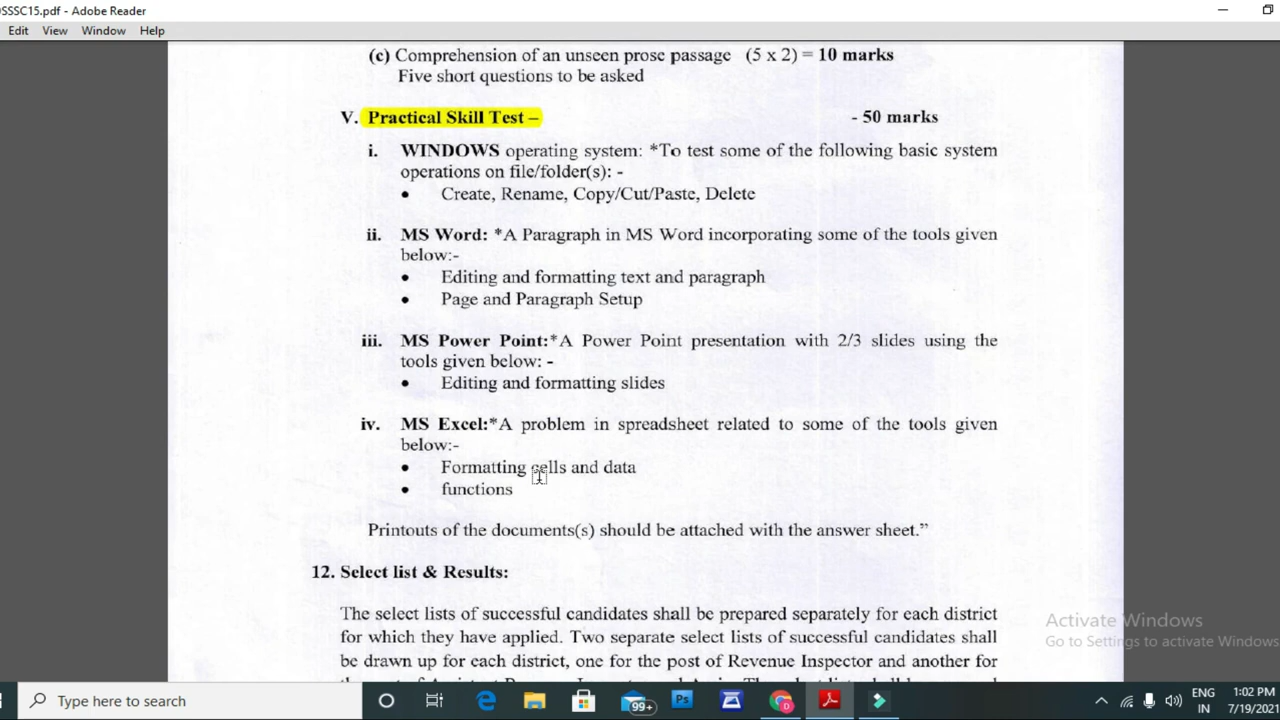 SSSC15.pdf - Adobe Reader
Edit View Window Help
(c) Comprehension of an unseen prose passage (5 x 2) = 10 marks
Five short questions to be asked
V. Practical Skill Test – - 50 marks
i. WINDOWS operating system: *To test some of the following basic system
operations on file/folder(s): -
• Create, Rename, Copy/Cut/Paste, Delete
ii. MS Word: *A Paragraph in MS Word incorporating some of the tools given
below:-
• Editing and formatting text and paragraph
• Page and Paragraph Setup
iii. MS Power Point:*A Power Point presentation with 2/3 slides using the
tools given below: -
• Editing and formatting slides
iv. MS Excel:*A problem in spreadsheet related to some of the tools given
below:-
• Formatting cells and data
• functions
Printouts of the documents(s) should be attached with the answer sheet.”
12. Select list & Results:
The select lists of successful candidates shall be prepared separately for each district
for which they have applied. Two separate select lists of successful candidates shall
be drawn up for each district, one for the post of Revenue Inspector and another for
Activate Windows
Go to Settings to activate Windows
Type here to search
99+
Ps
ENG
IN
1:02 PM
7/19/2021